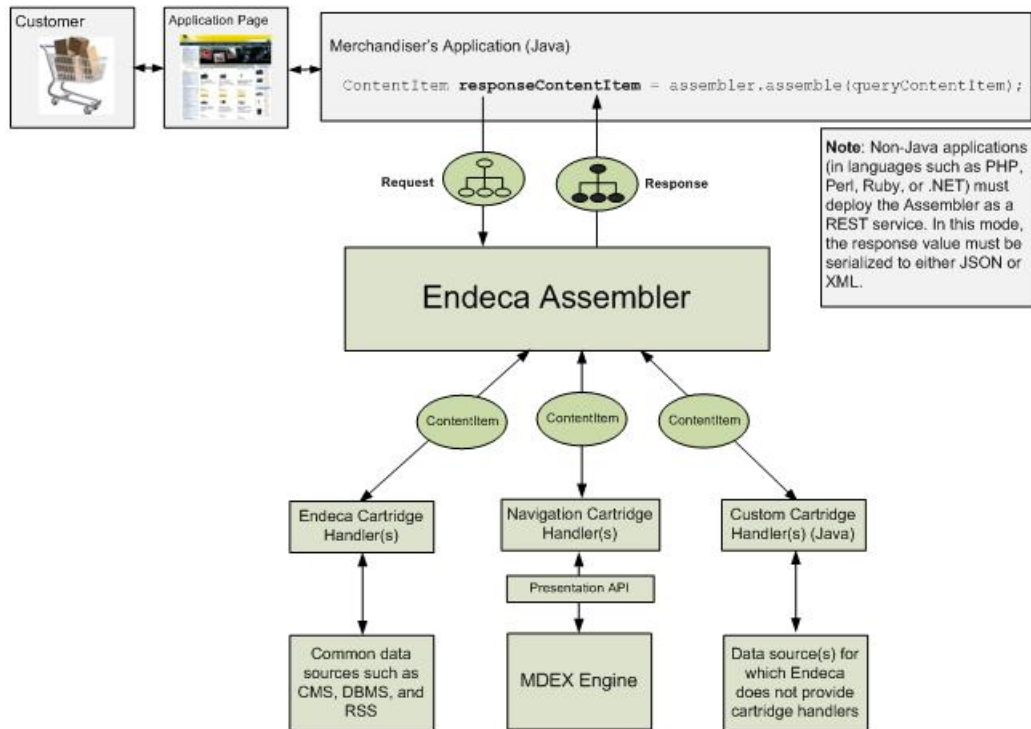 Customer
Application Page
Merchandiser's Application (Java)
ContentItem responseContentItem = assembler.assemble(queryContentItem);
Note: Non-Java applications
(in languages such as PHP,
Perl, Ruby, or .NET) must
deploy the Assembler as a
REST service. In this mode,
the response value must be
serialized to either JSON or
XML.
Request
Response
Endeca Assembler
ContentItem
ContentItem
ContentItem
Endeca Cartridge
Handler(s)
Navigation Cartridge
Handler(s)
Custom Cartridge
Handler(s) (Java)
Presentation API
Common data
sources such as
CMS, DBMS, and
RSS
MDEX Engine
Data source(s) for
which Endeca
does not provide
cartridge handlers